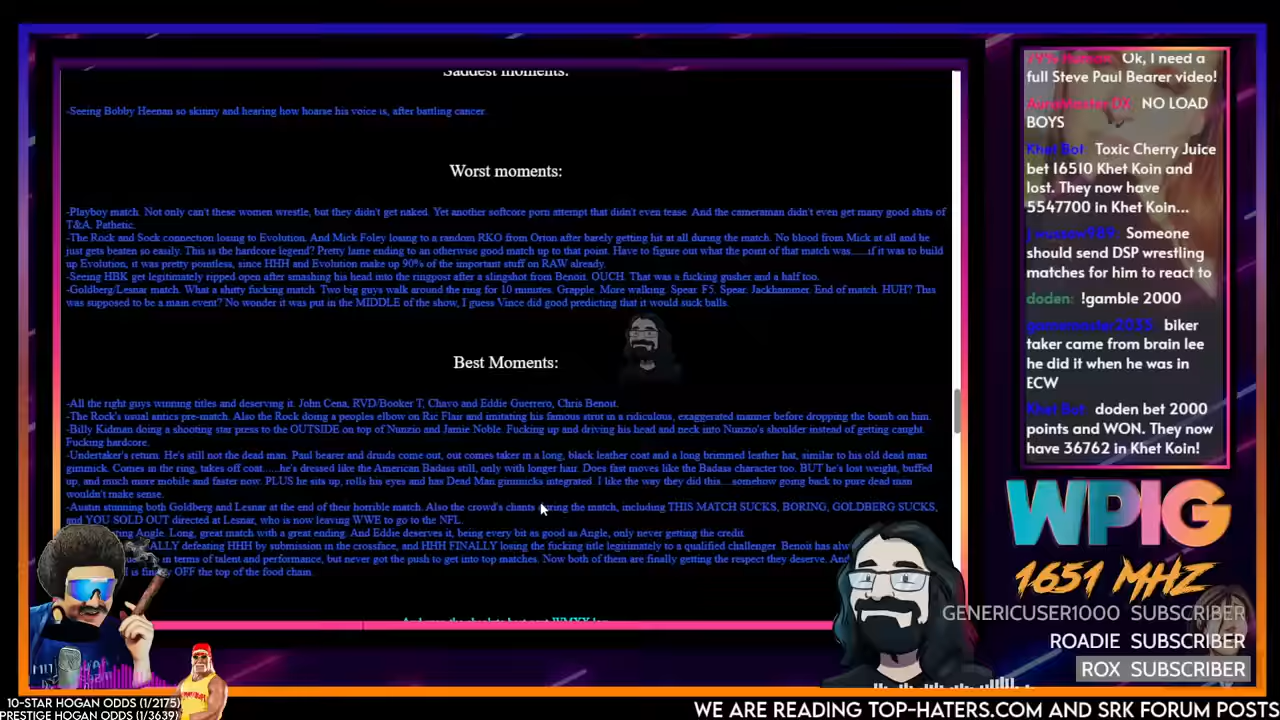 Saddest moments:
-Seeing Bobby Heenan so skinny and hearing how hoarse his voice is, after battling cancer.
Worst moments:
-Playboy match. Not only can't these women wrestle, but they didn't get naked. Yet another softcore porn attempt that didn't even tease. And the cameraman didn't even get many good shits of
T&A. Pathetic.
-The Rock and Sock connection losing to Evolution. And Mick Foley losing to a random RKO from Orton after barely getting hit at all during the match. No blood from Mick at all and he
just gets beaten so easily. This is the hardcore legend? Pretty lame ending to an otherwise good match up to that point. Have to figure out what the point of that match was......if it was to build
up Evolution, it was pretty pointless, since HHH and Evolution make up 90% of the important stuff on RAW already.
-Seeing HBK get legitimately ripped open after smashing his head into the ringpost after a slingshot from Benoit. OUCH. That was a fucking gusher and a half too.
-Goldberg/Lesnar match. What a shitty fucking match. Two big guys walk around the ring for 10 minutes. Grapple. More walking. Spear. F5. Spear. Jackhammer. End of match. HUH? This
was supposed to be a main event? No wonder it was put in the MIDDLE of the show, I guess Vince did good predicting that it would suck balls.
Best Moments:
-All the right guys winning titles and deserving it. John Cena, RVD/Booker T, Chavo and Eddie Guerrero, Chris Benoit.
-The Rock's usual antics pre-match. Also the Rock doing a peoples elbow on Ric Flair and imitating his famous strut in a ridiculous, exaggerated manner before dropping the bomb on him.
-Billy Kidman doing a shooting star press to the OUTSIDE on top of Nunzio and Jamie Noble. Fucking up and driving his head and neck into Nunzio's shoulder instead of getting caught.
Fucking hardcore.
-Undertaker's return. He's still not the dead man. Paul bearer and druids come out, out comes taker in a long, black leather coat and a long brimmed leather hat, similar to his old dead man
gimmick. Comes in the ring, takes off coat......he's dressed like the American Badass still, only with longer hair. Does fast moves like the Badass character too. BUT he's lost weight, buffed
up, and much more mobile and faster now. PLUS he sits up, rolls his eyes and has Dead Man gimmicks integrated. I like the way they did this....somehow going back to pure dead man
wouldn't make sense.
-Austin stunning both Goldberg and Lesnar at the end of their horrible match. Also the crowd's chants during the match, including THIS MATCH SUCKS, BORING, GOLDBERG SUCKS,
and YOU SOLD OUT directed at Lesnar, who is now leaving WWE to go to the NFL.
Angle. Long, great match with a great ending. And Eddie deserves it, being every bit as good as Angle, only never getting the credit.
defeating HHH by submission in the crossface, and HHH FINALLY losing the fucking title legitimately to a qualified challenger. Benoit has
in terms of talent and performance, but never got the push to get into top matches. Now both of them are finally getting the respect they deserve.
OFF the top of the food chain.
Ok, I need a
full Steve Paul Bearer video!
AuraMaster DX NO LOAD
BOYS
Khet Bot Toxic Cherry Juice
bet 16510 Khet Koin and
lost. They now have
5547700 in Khet Koin...
Someone
should send DSP wrestling
matches for him to react to
doden: !gamble 2000
biker
taker came from brain lee
he did it when he was in
ECW
Khet Bot doden bet 2000
points and WON. They now
have 36762 in Khet Koin!
WPIG
1651 MHZ
GENERICUSER1000 SUBSCRIBER
ROADIE SUBSCRIBER
ROX SUBSCRIBER
10-STAR HOGAN ODDS (1/2175)
PRESTIGE HOGAN ODDS (1/3639)
WE ARE READING TOP-HATERS.COM AND SRK FORUM POSTS